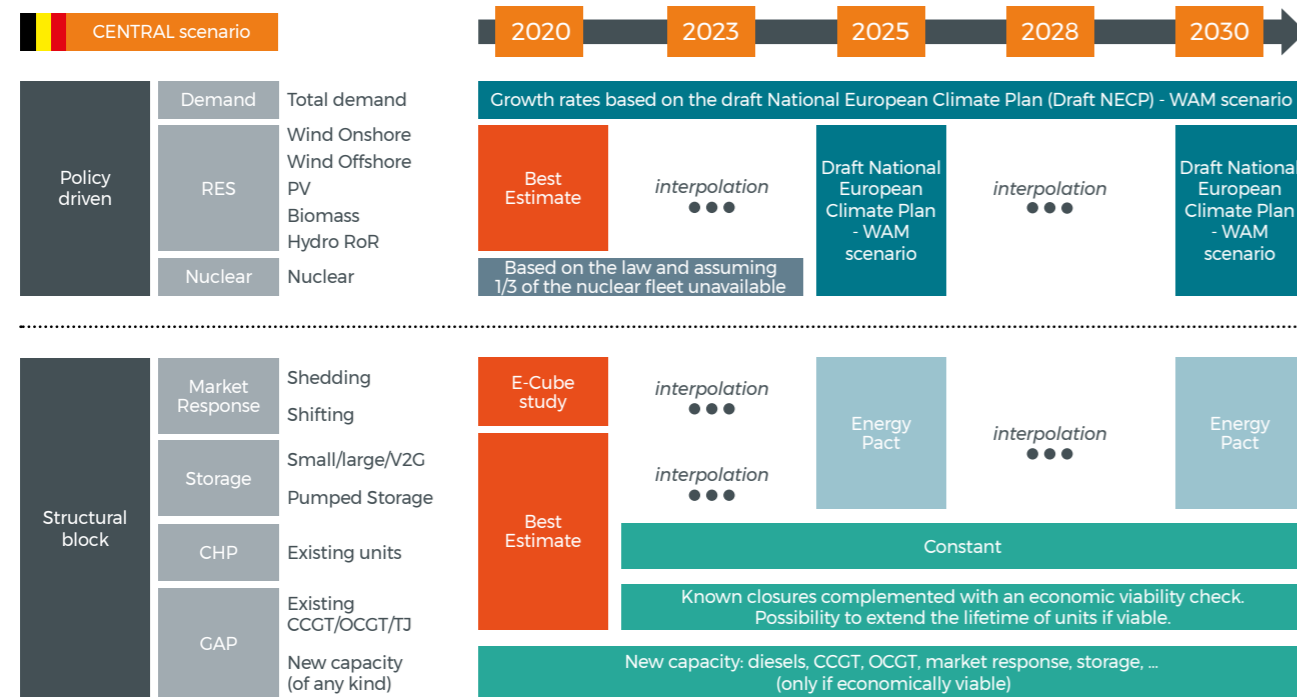 CENTRAL scenario
2020
2023
2025
2028
2030
Policy
driven
Demand
Total demand
Growth rates based on the draft National European Climate Plan (Draft NECP) - WAM scenario
RES
Wind Onshore
Wind Offshore
PV
Biomass
Hydro RoR
Best
Estimate
interpolation
Draft National
European
Climate Plan
- WAM
scenario
interpolation
Draft National
European
Climate Plan
- WAM
scenario
Nuclear
Nuclear
Based on the law and assuming
1/3 of the nuclear fleet unavailable
Structural
block
Market
Response
Shedding
Shifting
E-Cube
study
interpolation
Energy
Pact
interpolation
Energy
Pact
Storage
Small/large/V2G
Pumped Storage
Best
Estimate
interpolation
CHP
Existing units
Constant
GAP
Existing
CCGT/OCGT/TJ
Known closures complemented with an economic viability check.
Possibility to extend the lifetime of units if viable.
New capacity
(of any kind)
New capacity: diesels, CCGT, OCGT, market response, storage, ...
(only if economically viable)